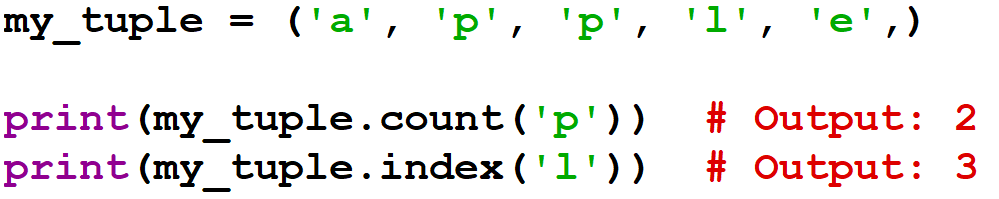 my_tuple = ('a', 'p', 'p', 'l', 'e',)
print(my_tuple.count('p'))  # Output: 2
print(my_tuple.index('l'))  # Output: 3